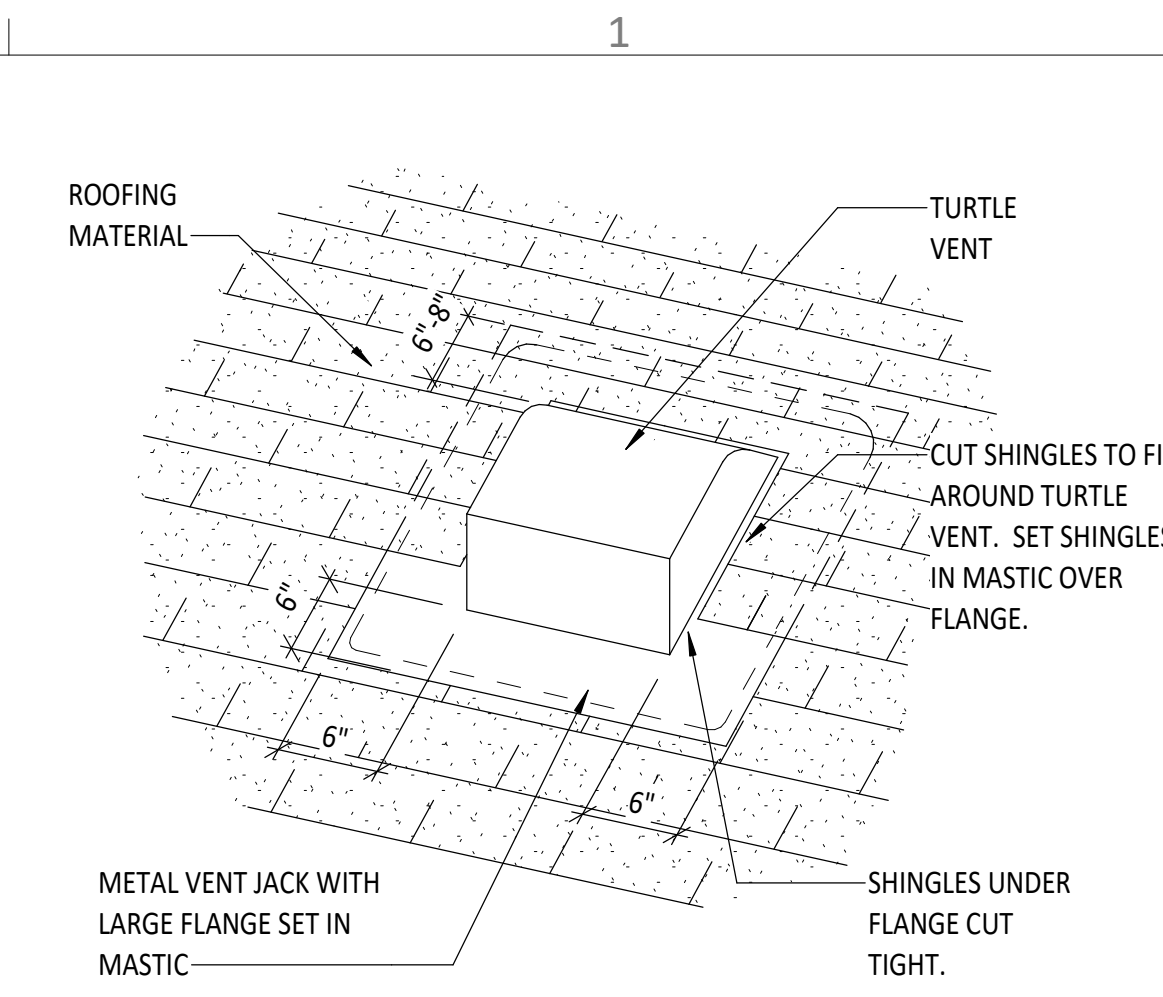 1
ROOFING
MATERIAL
TURTLE
VENT
6"-8"
CUT SHINGLES TO FI
AROUND TURTLE
VENT. SET SHINGLES
IN MASTIC OVER
FLANGE.
6"
6"
6"
METAL VENT JACK WITH
LARGE FLANGE SET IN
MASTIC
SHINGLES UNDER
FLANGE CUT
TIGHT.